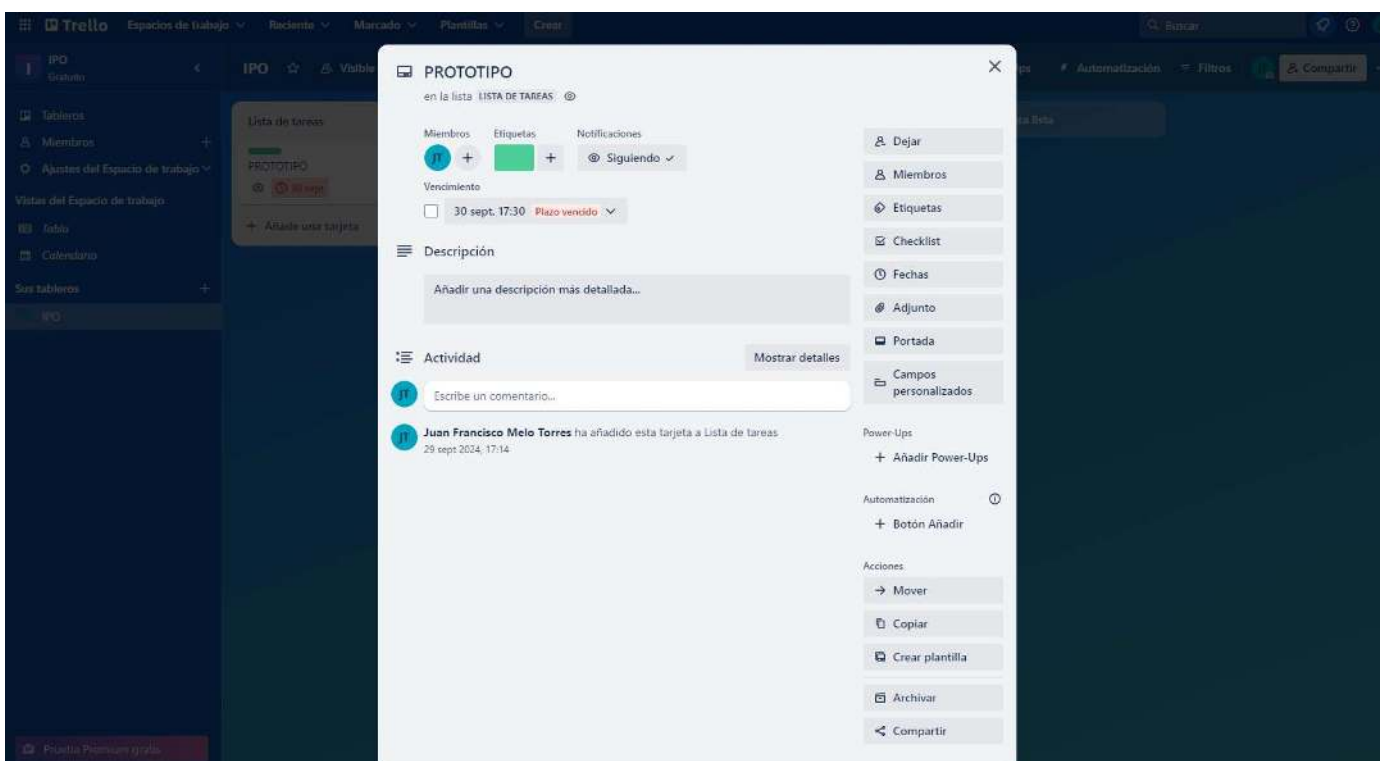 Trello Espacios de trabajo Reciente Marcado Plantillas Crear Buscar
IPO
Gratuito
IPO Visible
Automatización Filtros Compartir
Tableros
Miembros
Ajustes del Espacio de trabajo
Vistas del Espacio de trabajo
Tabla
Calendario
Sus tableros
IPO
Prueba Premium gratis
Lista de tareas
PROTOTIPO
+ Añade una tarjeta
PROTOTIPO
en la lista LISTA DE TAREAS
Miembros Etiquetas Notificaciones
JT + + Siguiendo
Vencimiento
30 sept. 17:30 Plazo vencido
Descripción
Añadir una descripción más detallada...
Actividad Mostrar detalles
JT Escribe un comentario...
JT Juan Francisco Melo Torres ha añadido esta tarjeta a Lista de tareas
29 sept 2024, 17:14
Dejar
Miembros
Etiquetas
Checklist
Fechas
Adjunto
Portada
Campos
personalizados
Power-Ups
+ Añadir Power-Ups
Automatización
+ Botón Añadir
Acciones
Mover
Copiar
Crear plantilla
Archivar
Compartir